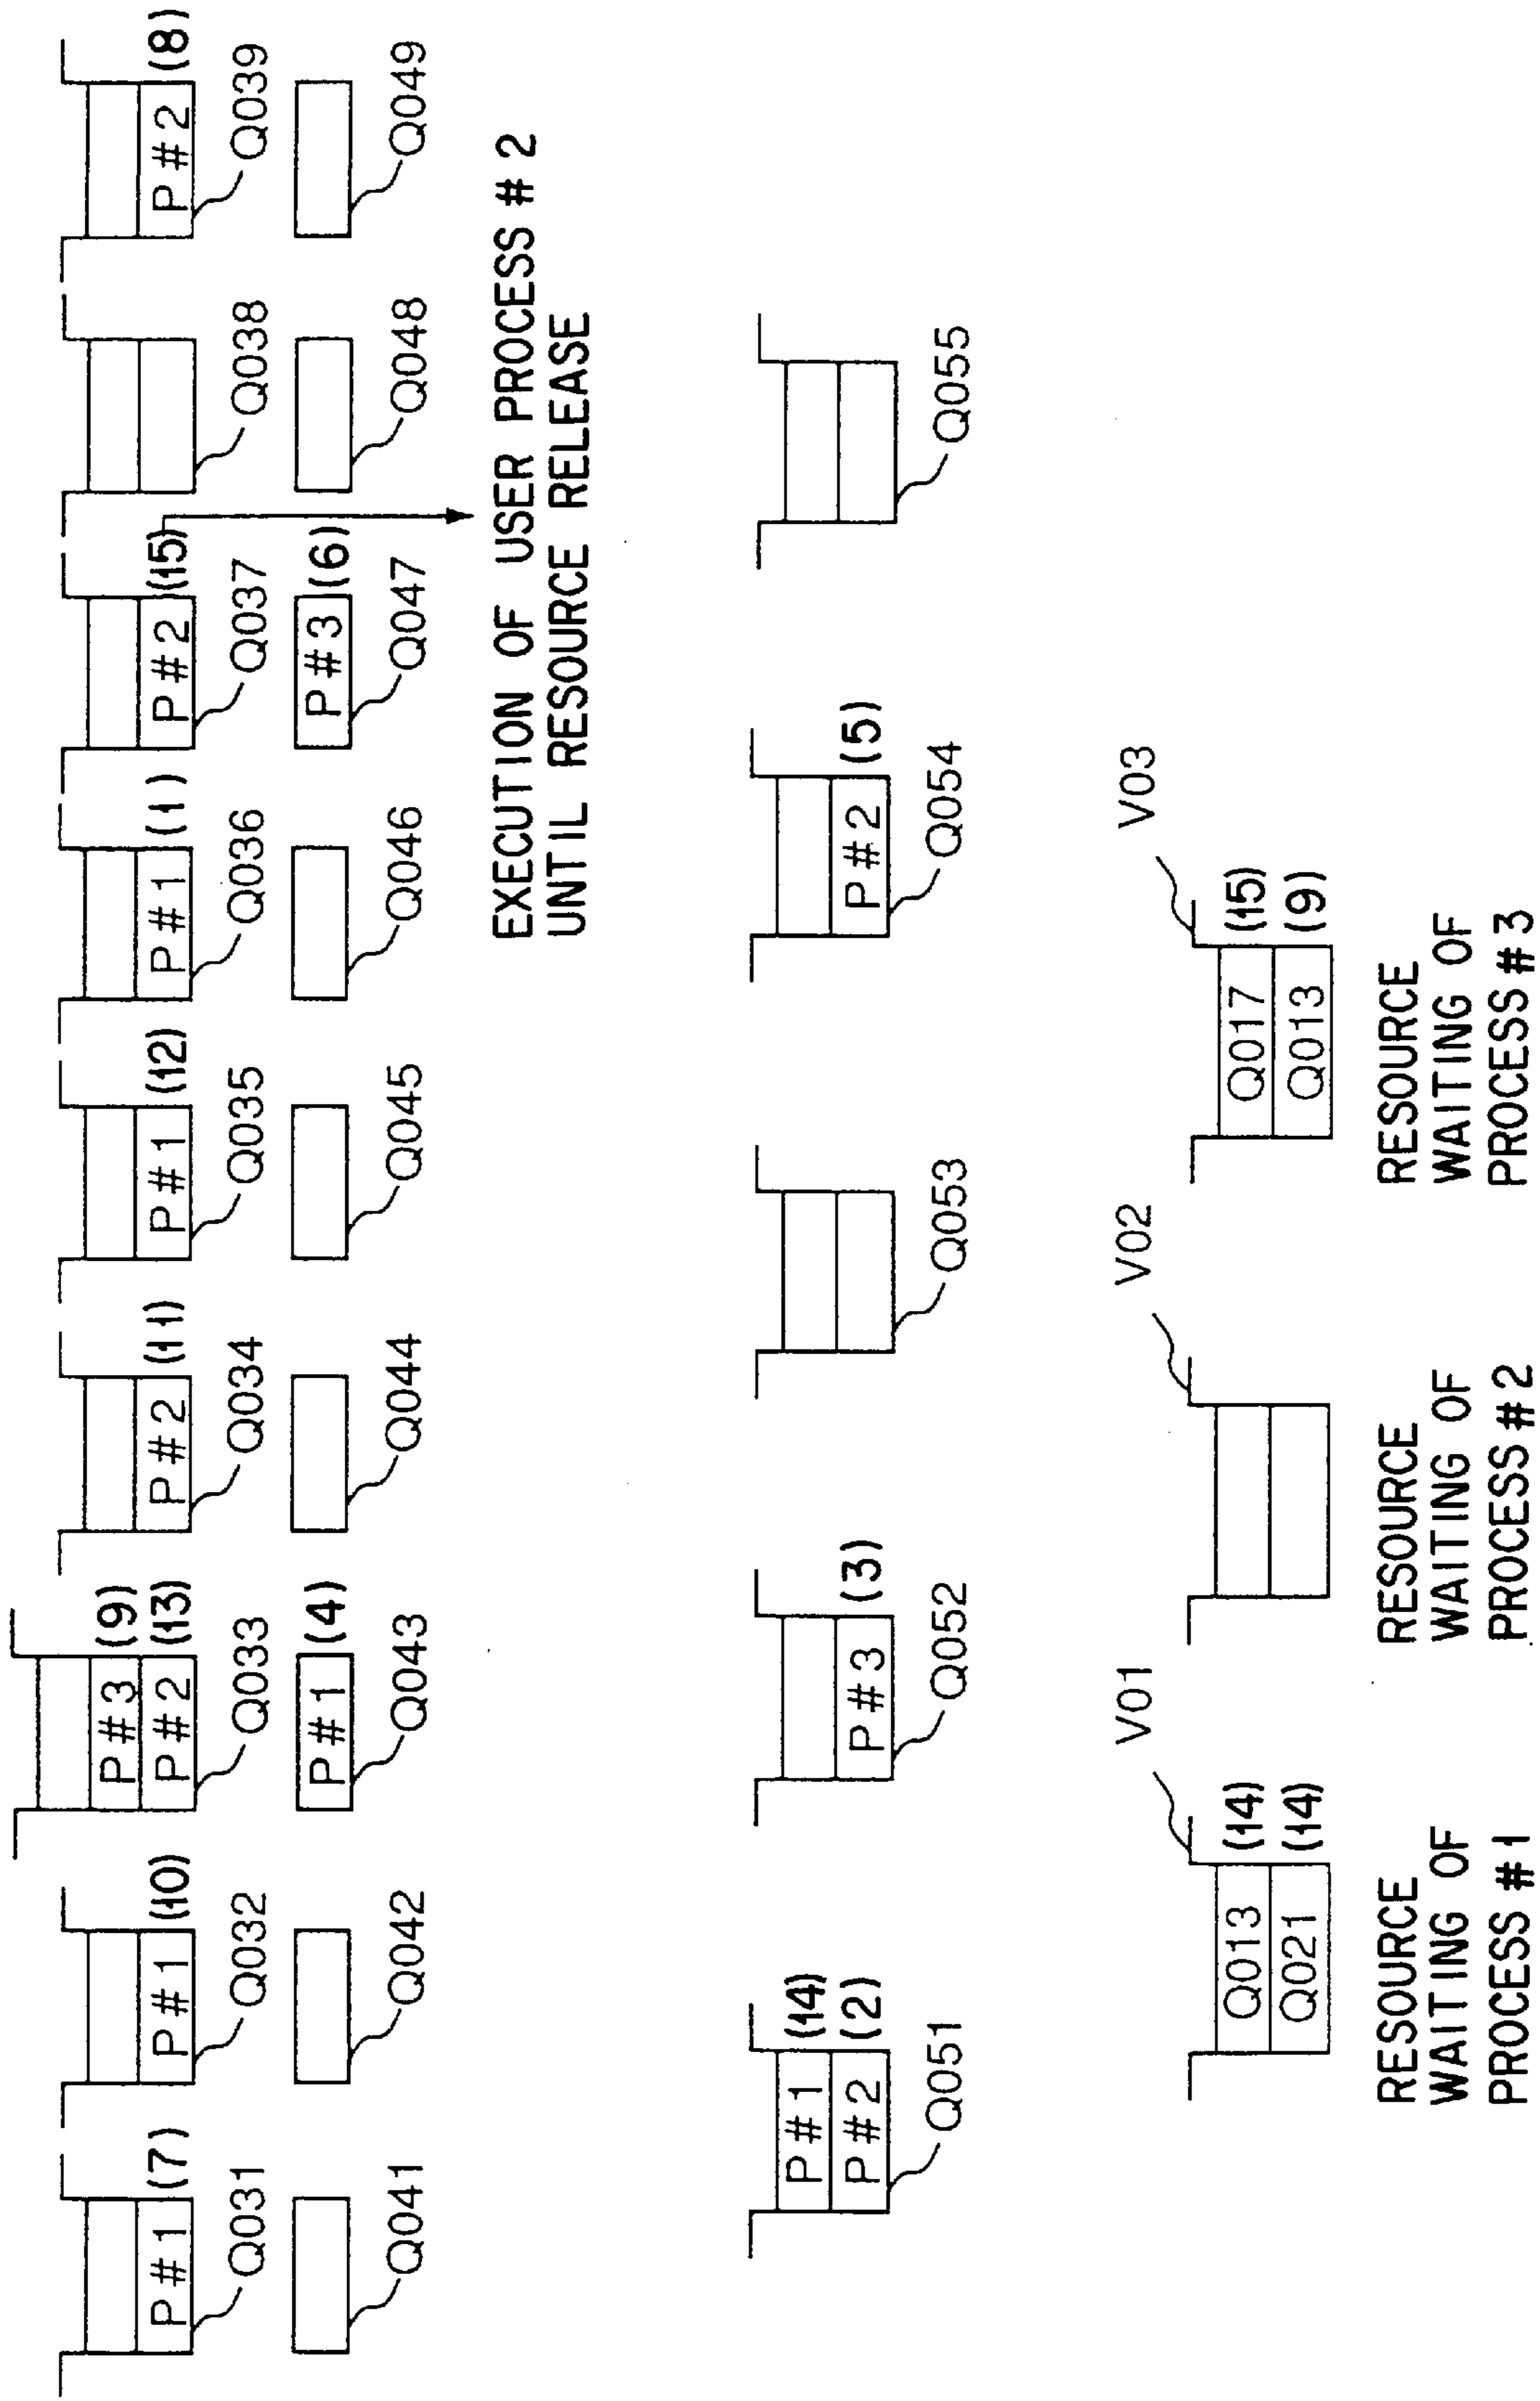 P#1 (7)
Q031
P#1 (10)
Q032
P#3 (9)
P#2 (13)
Q033
P#2 (11)
Q034
P#1 (12)
Q035
P#1 (1)
Q036
P#2 (15)
Q037
Q038
P#2 (8)
Q039
Q041
Q042
P#1 (4)
Q043
Q044
Q045
Q046
P#3 (6)
Q047
Q048
Q049
EXECUTION OF USER PROCESS #2
UNTIL RESOURCE RELEASE
P#1 (14)
P#2 (2)
Q051
P#3 (3)
Q052
Q053
P#2 (5)
Q054
Q055
V01
Q013 (14)
Q021 (14)
RESOURCE
WAITING OF
PROCESS #1
V02
RESOURCE
WAITING OF
PROCESS #2
V03
Q017 (15)
Q013 (9)
RESOURCE
WAITING OF
PROCESS #3